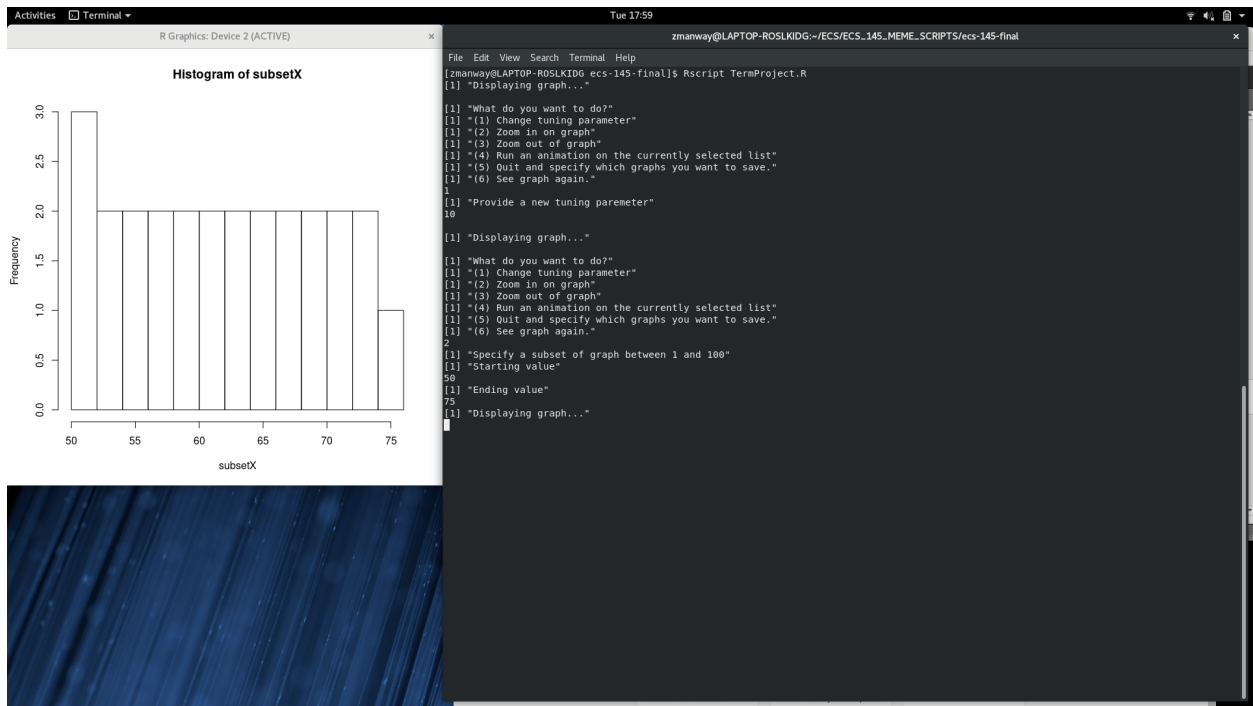 Activities Terminal Tue 17:59
R Graphics: Device 2 (ACTIVE) ×
Histogram of subsetX
3.0
2.5
2.0
1.5
1.0
0.5
0.0
Frequency
50 55 60 65 70 75
subsetX
zmanway@LAPTOP-ROSLKIDG:~/ECS/ECS_145_MEME_SCRIPTS/ecs-145-final ×
File Edit View Search Terminal Help
[zmanway@LAPTOP-ROSLKIDG ecs-145-final]$ Rscript TermProject.R
[1] "Displaying graph..."
[1] "What do you want to do?"
[1] "(1) Change tuning parameter"
[1] "(2) Zoom in on graph"
[1] "(3) Zoom out of graph"
[1] "(4) Run an animation on the currently selected list"
[1] "(5) Quit and specify which graphs you want to save."
[1] "(6) See graph again."
1
[1] "Provide a new tuning paremeter"
10
[1] "Displaying graph..."
[1] "What do you want to do?"
[1] "(1) Change tuning parameter"
[1] "(2) Zoom in on graph"
[1] "(3) Zoom out of graph"
[1] "(4) Run an animation on the currently selected list"
[1] "(5) Quit and specify which graphs you want to save."
[1] "(6) See graph again."
2
[1] "Specify a subset of graph between 1 and 100"
[1] "Starting value"
50
[1] "Ending value"
75
[1] "Displaying graph..."